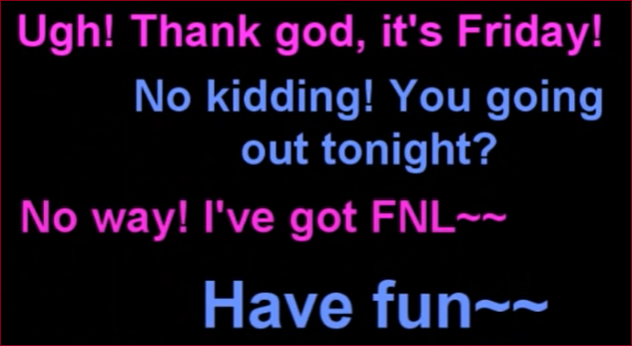 Ugh! Thank god, it's Friday!
No kidding! You going
out tonight?
No way! I've got FNL~~
Have fun~~